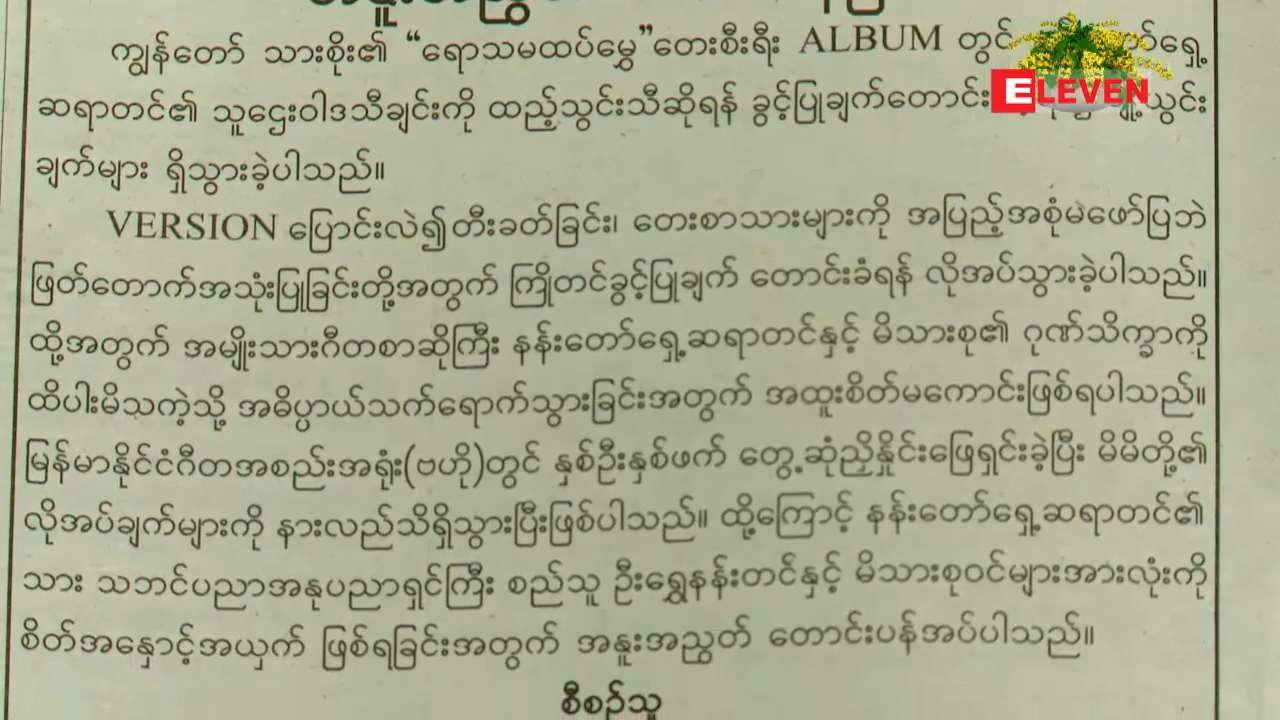 ကျွန်တော် သားစိုး၏ “ရောသမထပ်မွှေ”တေးစီးရီး ALBUM တွင်
ELEVEN
ဆရာတင်၏ သူဌေးဝါဒသီချင်းကို ထည့်သွင်းသီဆိုရန် ခွင့်ပြုချက်တောင်း
ချက်များ ရှိသွားခဲ့ပါသည်။
VERSION ပြောင်းလဲ၍တီးခတ်ခြင်း၊ တေးစာသားများကို အပြည့်အစုံမဖော်ပြဘဲ
ဖြတ်တောက်အသုံးပြုခြင်းတို့အတွက် ကြိုတင်ခွင့်ပြုချက် တောင်းခံရန် လိုအပ်သွားခဲ့ပါသည်။
ထို့အတွက် အမျိုးသားဂီတစာဆိုကြီး နန်းတော်ရှေ့ဆရာတင်နှင့် မိသားစု၏ ဂုဏ်သိက္ခာကို
ထိပါးမိသကဲ့သို့ အဓိပ္ပာယ်သက်ရောက်သွားခြင်းအတွက် အထူးစိတ်မကောင်းဖြစ်ရပါသည်။
မြန်မာနိုင်ငံဂီတအစည်းအရုံး(ဗဟို)တွင် နှစ်ဦးနှစ်ဖက် တွေ့ဆုံညှိနှိုင်းဖြေရှင်းခဲ့ပြီး မိမိတို့၏
လိုအပ်ချက်များကို နားလည်သိရှိသွားပြီးဖြစ်ပါသည်။ ထို့ကြောင့် နန်းတော်ရှေ့ဆရာတင်၏
သား သဘင်ပညာအနုပညာရှင်ကြီး စည်သူ ဦးရွှေနန်းတင်နှင့် မိသားစုဝင်များအားလုံးကို
စိတ်အနှောင့်အယှက် ဖြစ်ရခြင်းအတွက် အနူးအညွတ် တောင်းပန်အပ်ပါသည်။
စီစဉ်သူ